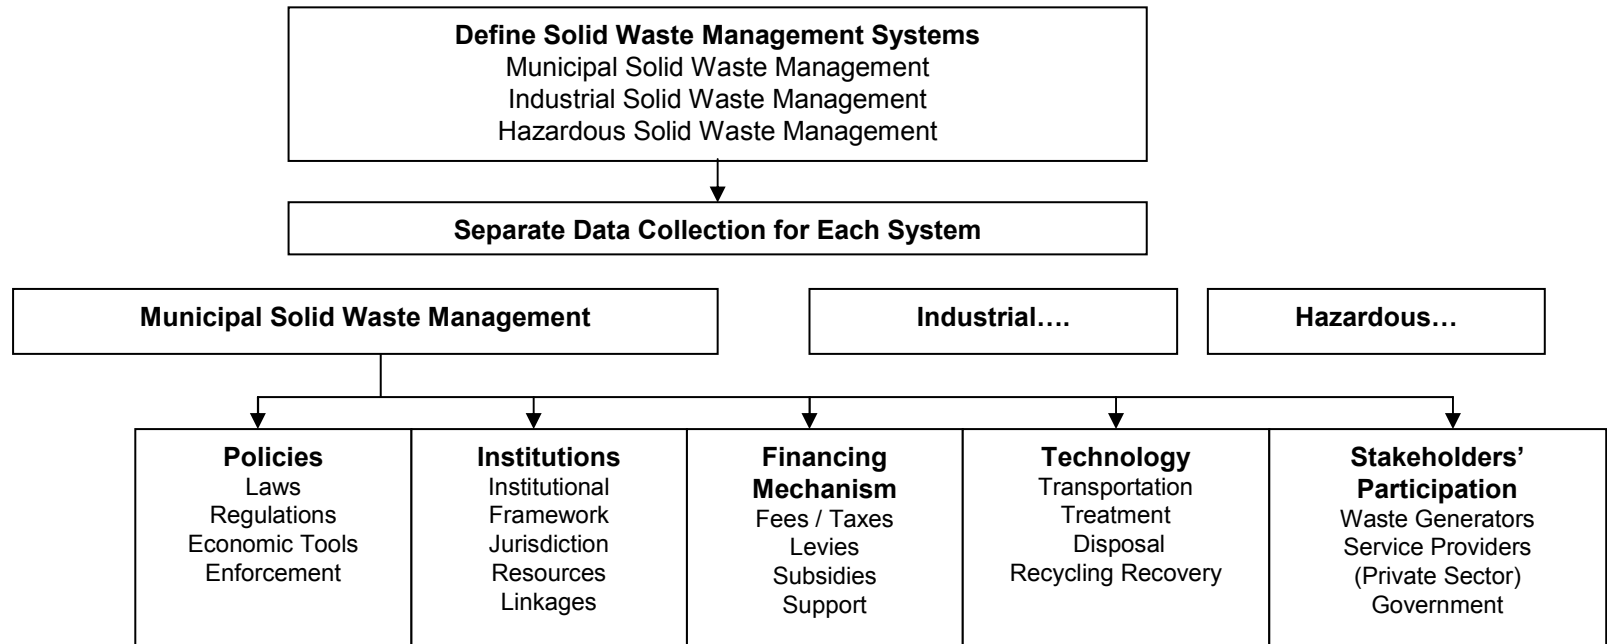 Define Solid Waste Management Systems
Municipal Solid Waste Management
Industrial Solid Waste Management
Hazardous Solid Waste Management
Separate Data Collection for Each System
Municipal Solid Waste Management
Industrial….
Hazardous…
Policies
Laws
Regulations
Economic Tools
Enforcement
Institutions
Institutional
Framework
Jurisdiction
Resources
Linkages
Financing
Mechanism
Fees / Taxes
Levies
Subsidies
Support
Technology
Transportation
Treatment
Disposal
Recycling Recovery
Stakeholders’
Participation
Waste Generators
Service Providers
(Private Sector)
Government